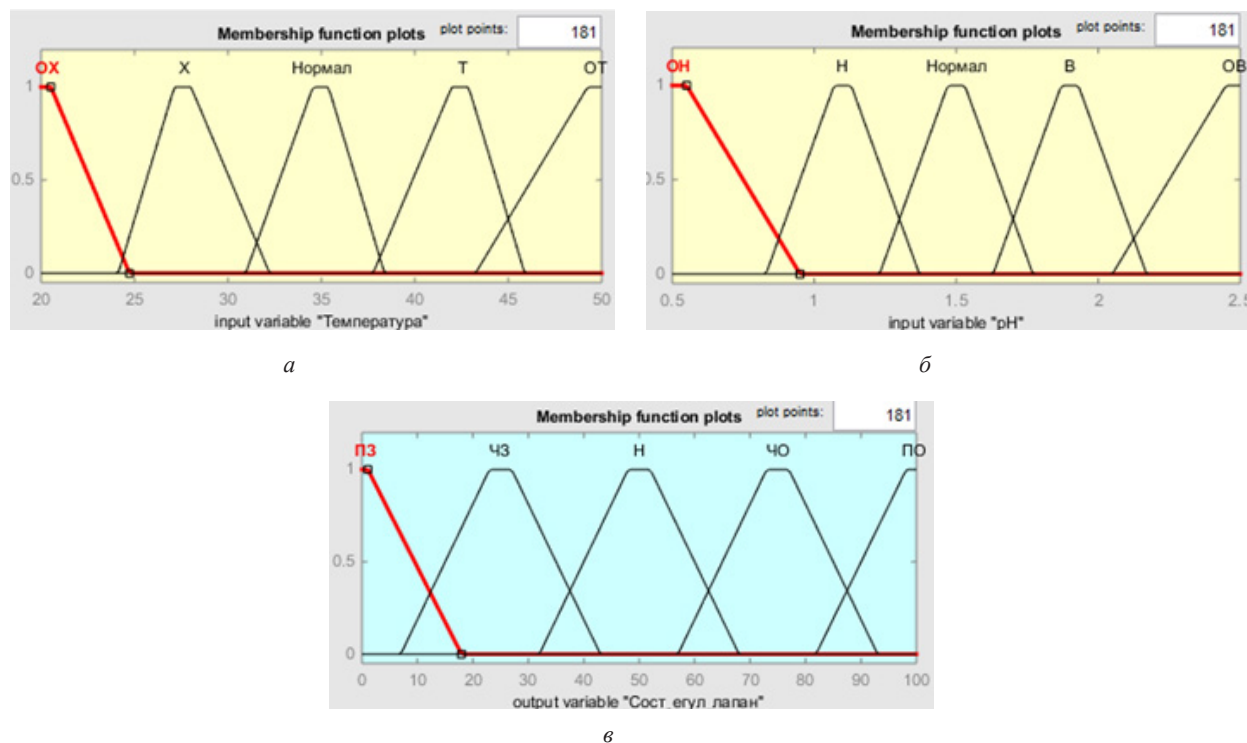 Membership function plots plot points: 181
ОХ Х Нормал Т ОТ
1
0.5
0
20 25 30 35 40 45 50
input variable "Температура"
а
Membership function plots plot points: 181
ОН Н Нормал В ОВ
1
0.5
0
0.5 1 1.5 2 2.5
input variable "pH"
б
Membership function plots plot points: 181
ПЗ ЧЗ Н ЧО ПО
1
0.5
0
0 10 20 30 40 50 60 70 80 90 100
output variable "Сост_егул_лапан"
в